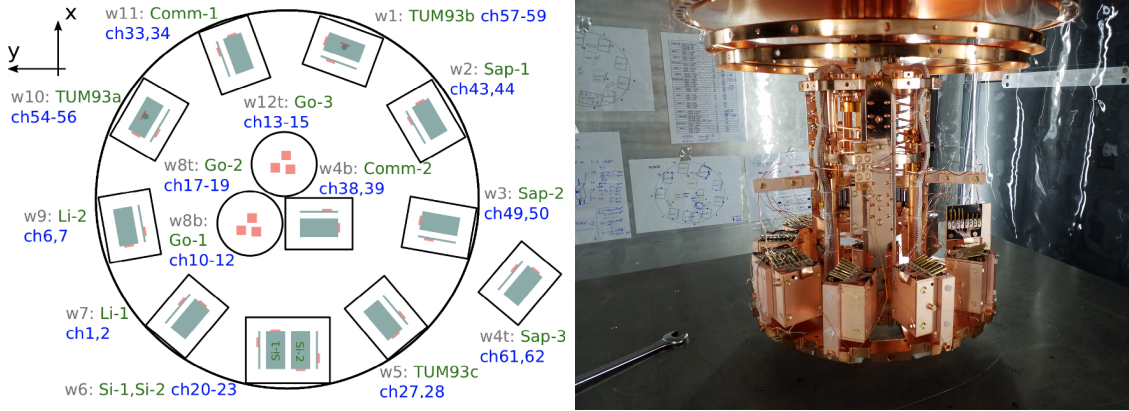 x
y
w11: Comm-1
ch33,34
w1: TUM93b ch57-59
w2: Sap-1
ch43,44
w10: TUM93a
ch54-56
w12t: Go-3
ch13-15
w8t: Go-2
ch17-19
w4b: Comm-2
ch38,39
w3: Sap-2
ch49,50
w9: Li-2
ch6,7
w8b:
Go-1
ch10-12
w7: Li-1
ch1,2
Si-1
Si-2
w4t: Sap-3
ch61,62
w5: TUM93c
ch27,28
w6: Si-1,Si-2 ch20-23